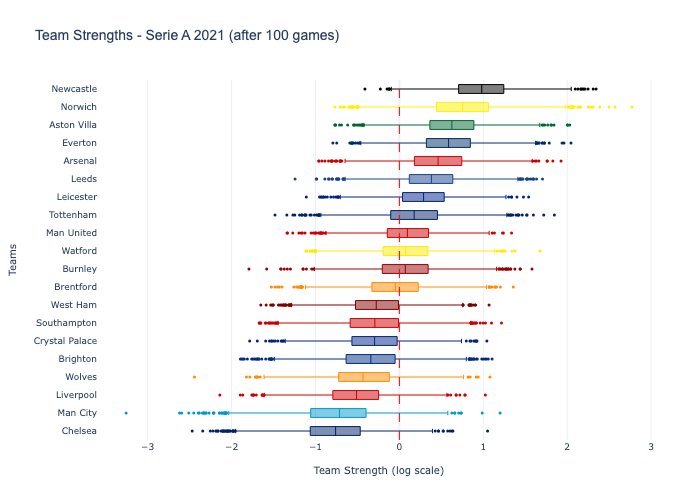 Team Strengths - Serie A 2021 (after 100 games)
Newcastle
Norwich
Aston Villa
Everton
Arsenal
Leeds
Leicester
Tottenham
Man United
Watford
Burnley
Brentford
West Ham
Southampton
Crystal Palace
Brighton
Wolves
Liverpool
Man City
Chelsea
Teams
−3 −2 −1 0 1 2 3
Team Strength (log scale)